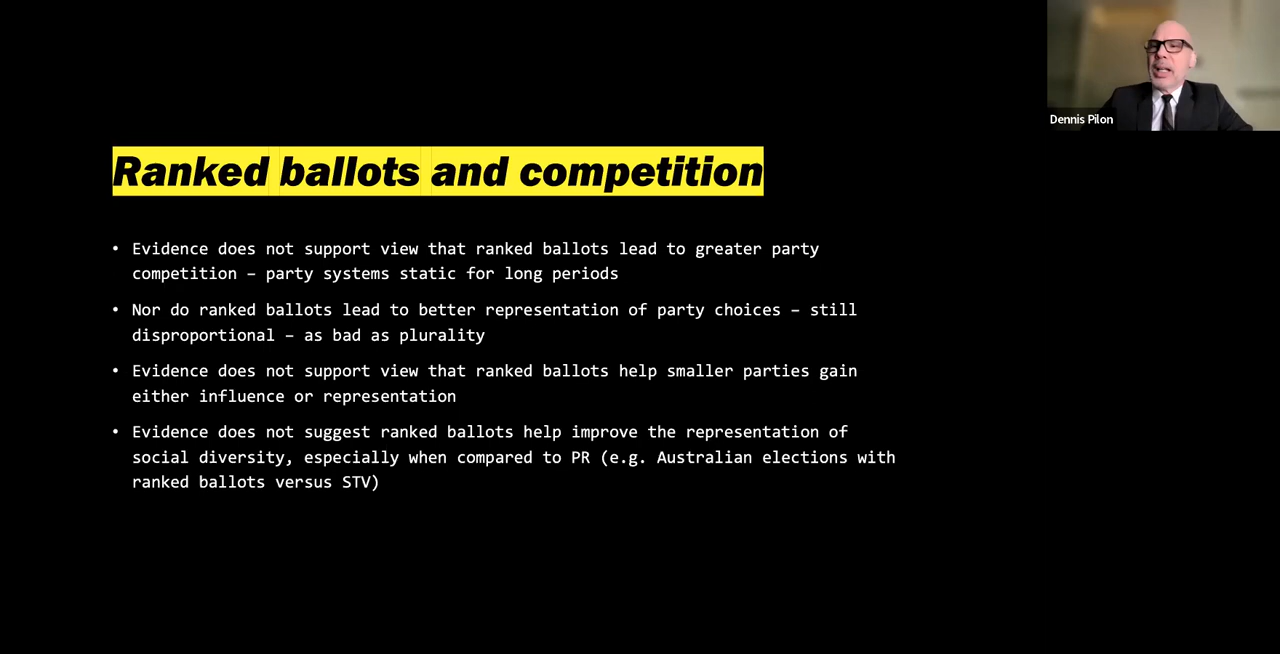 Dennis Pilon
Ranked ballots and competition
• Evidence does not support view that ranked ballots lead to greater party
competition – party systems static for long periods
• Nor do ranked ballots lead to better representation of party choices – still
disproportional – as bad as plurality
• Evidence does not support view that ranked ballots help smaller parties gain
either influence or representation
• Evidence does not suggest ranked ballots help improve the representation of
social diversity, especially when compared to PR (e.g. Australian elections with
ranked ballots versus STV)